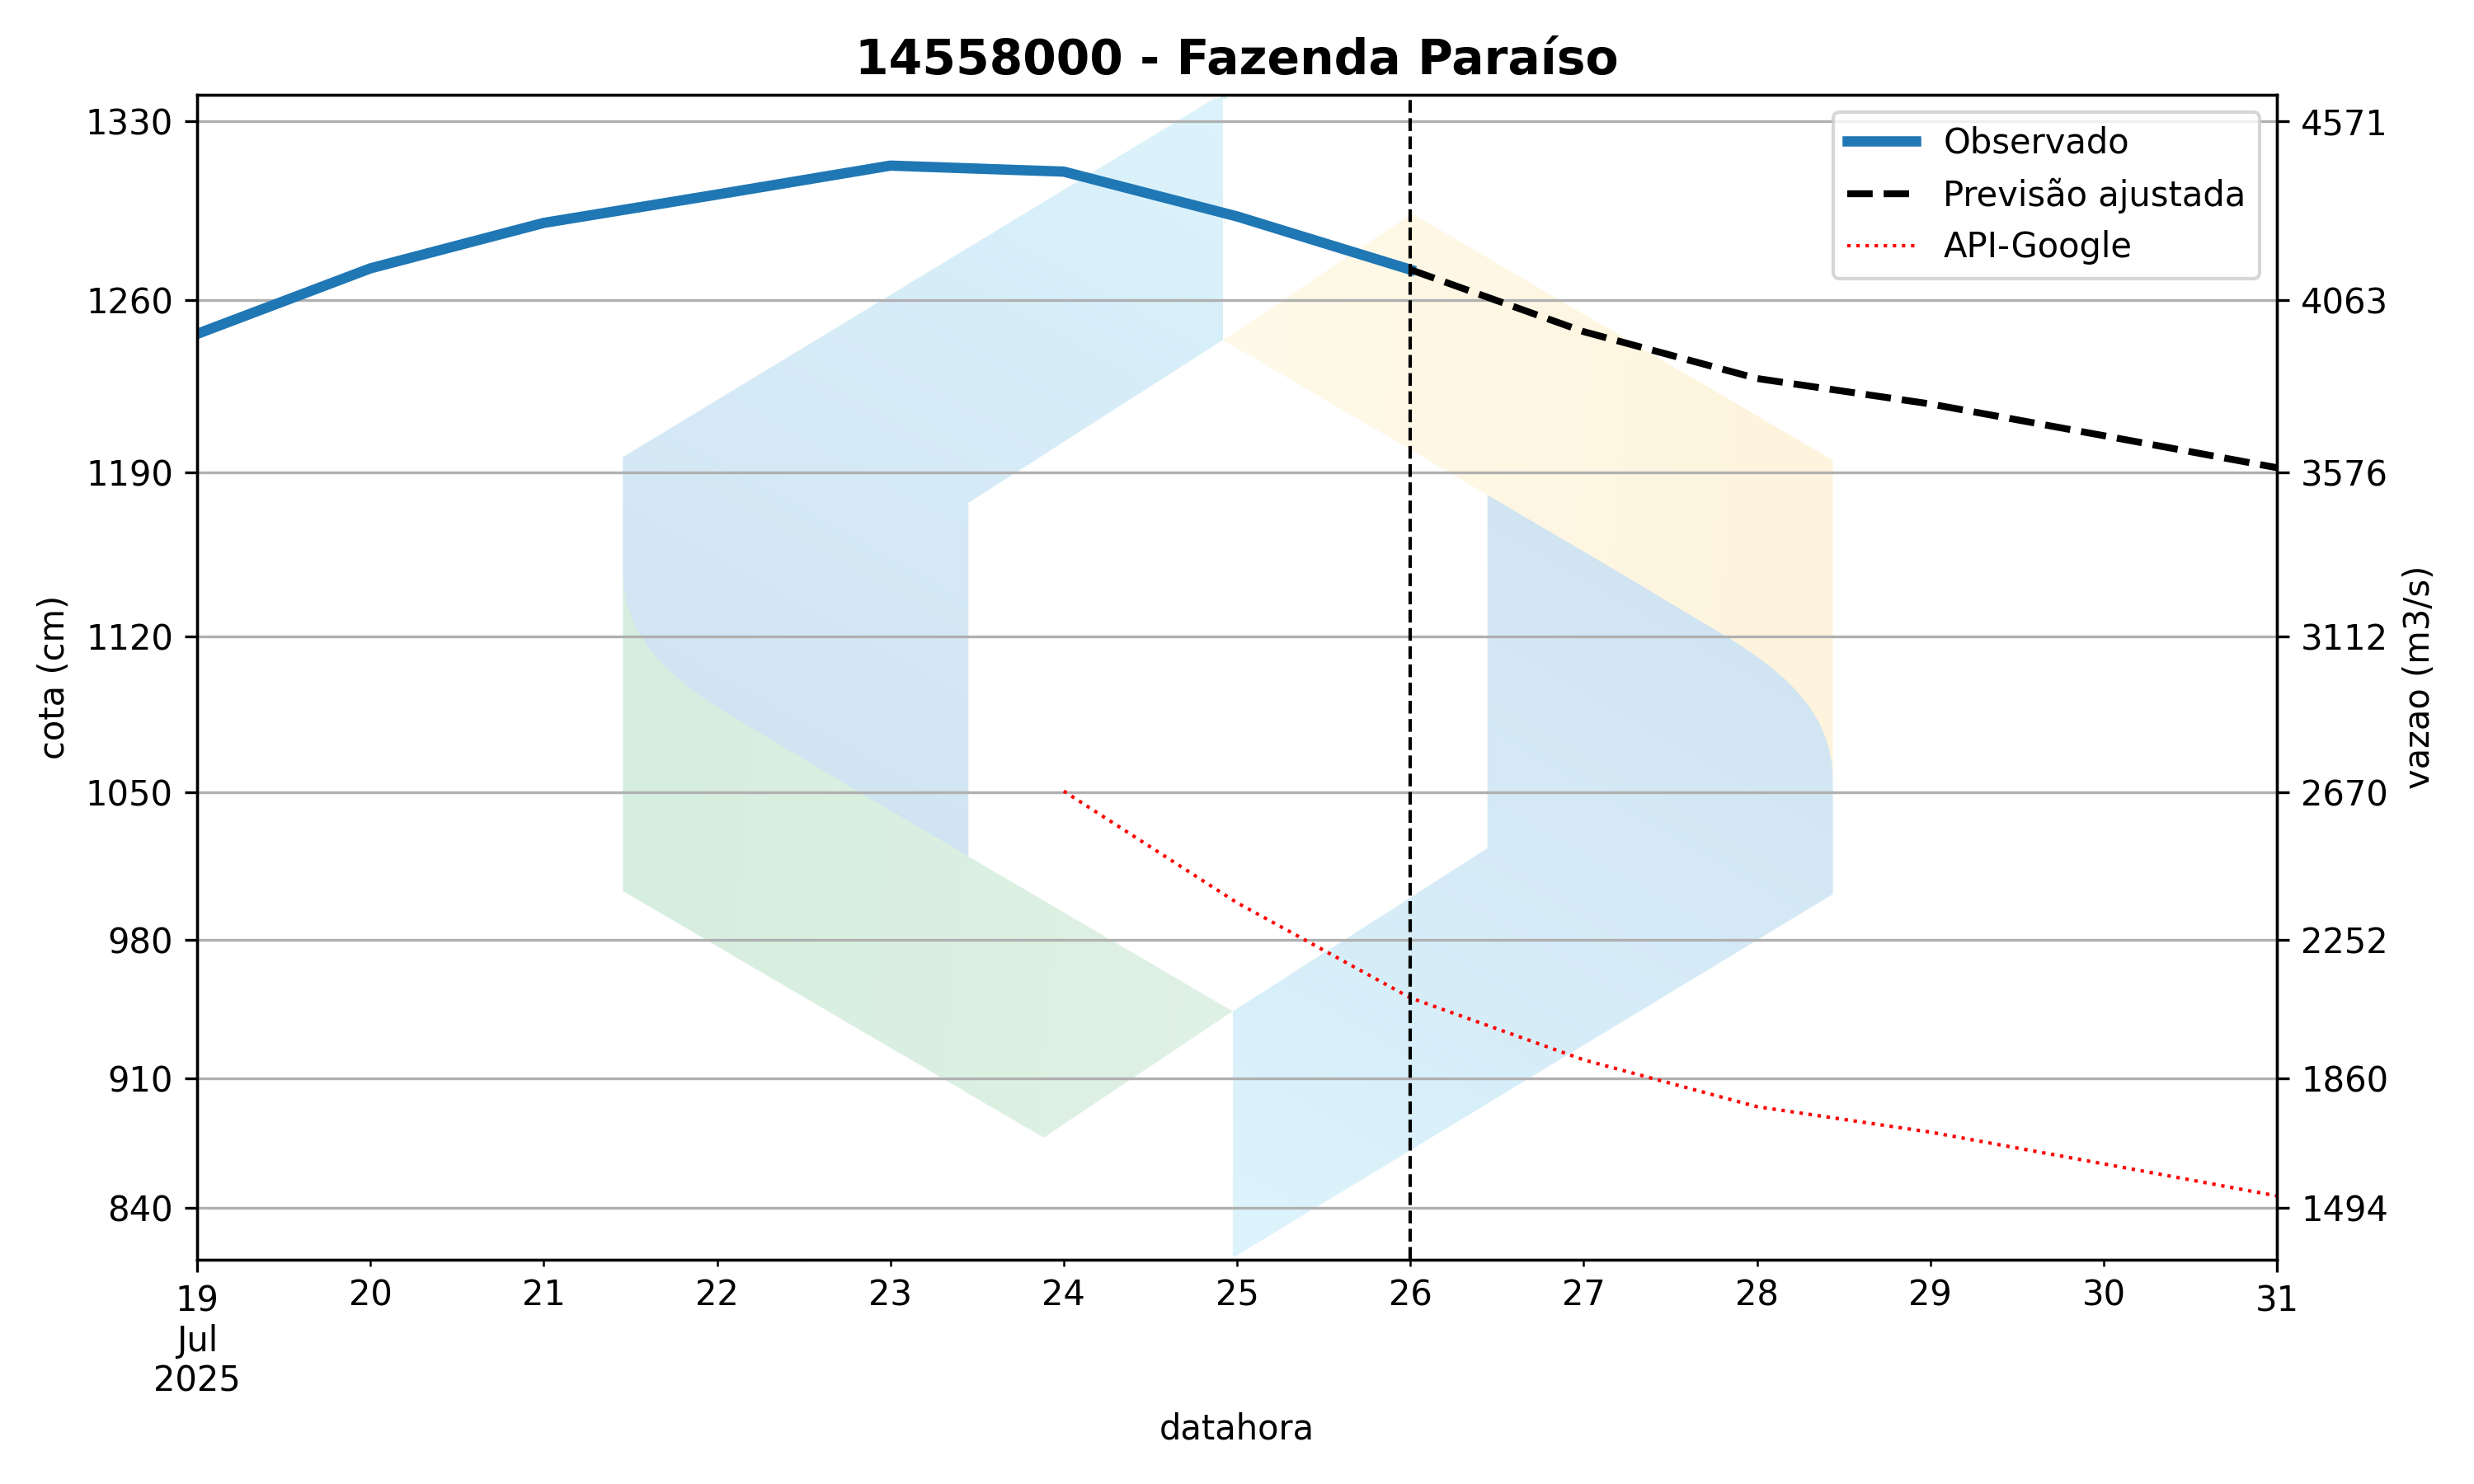 14558000 - Fazenda Paraíso
Observado
Previsão ajustada
API-Google
cota (cm)
1330
1260
1190
1120
1050
980
910
840
4571
4063
3576
3112
2670
2252
1860
1494
vazao (m3/s)
19 20 21 22 23 24 25 26 27 28 29 30 31
Jul
2025
datahora